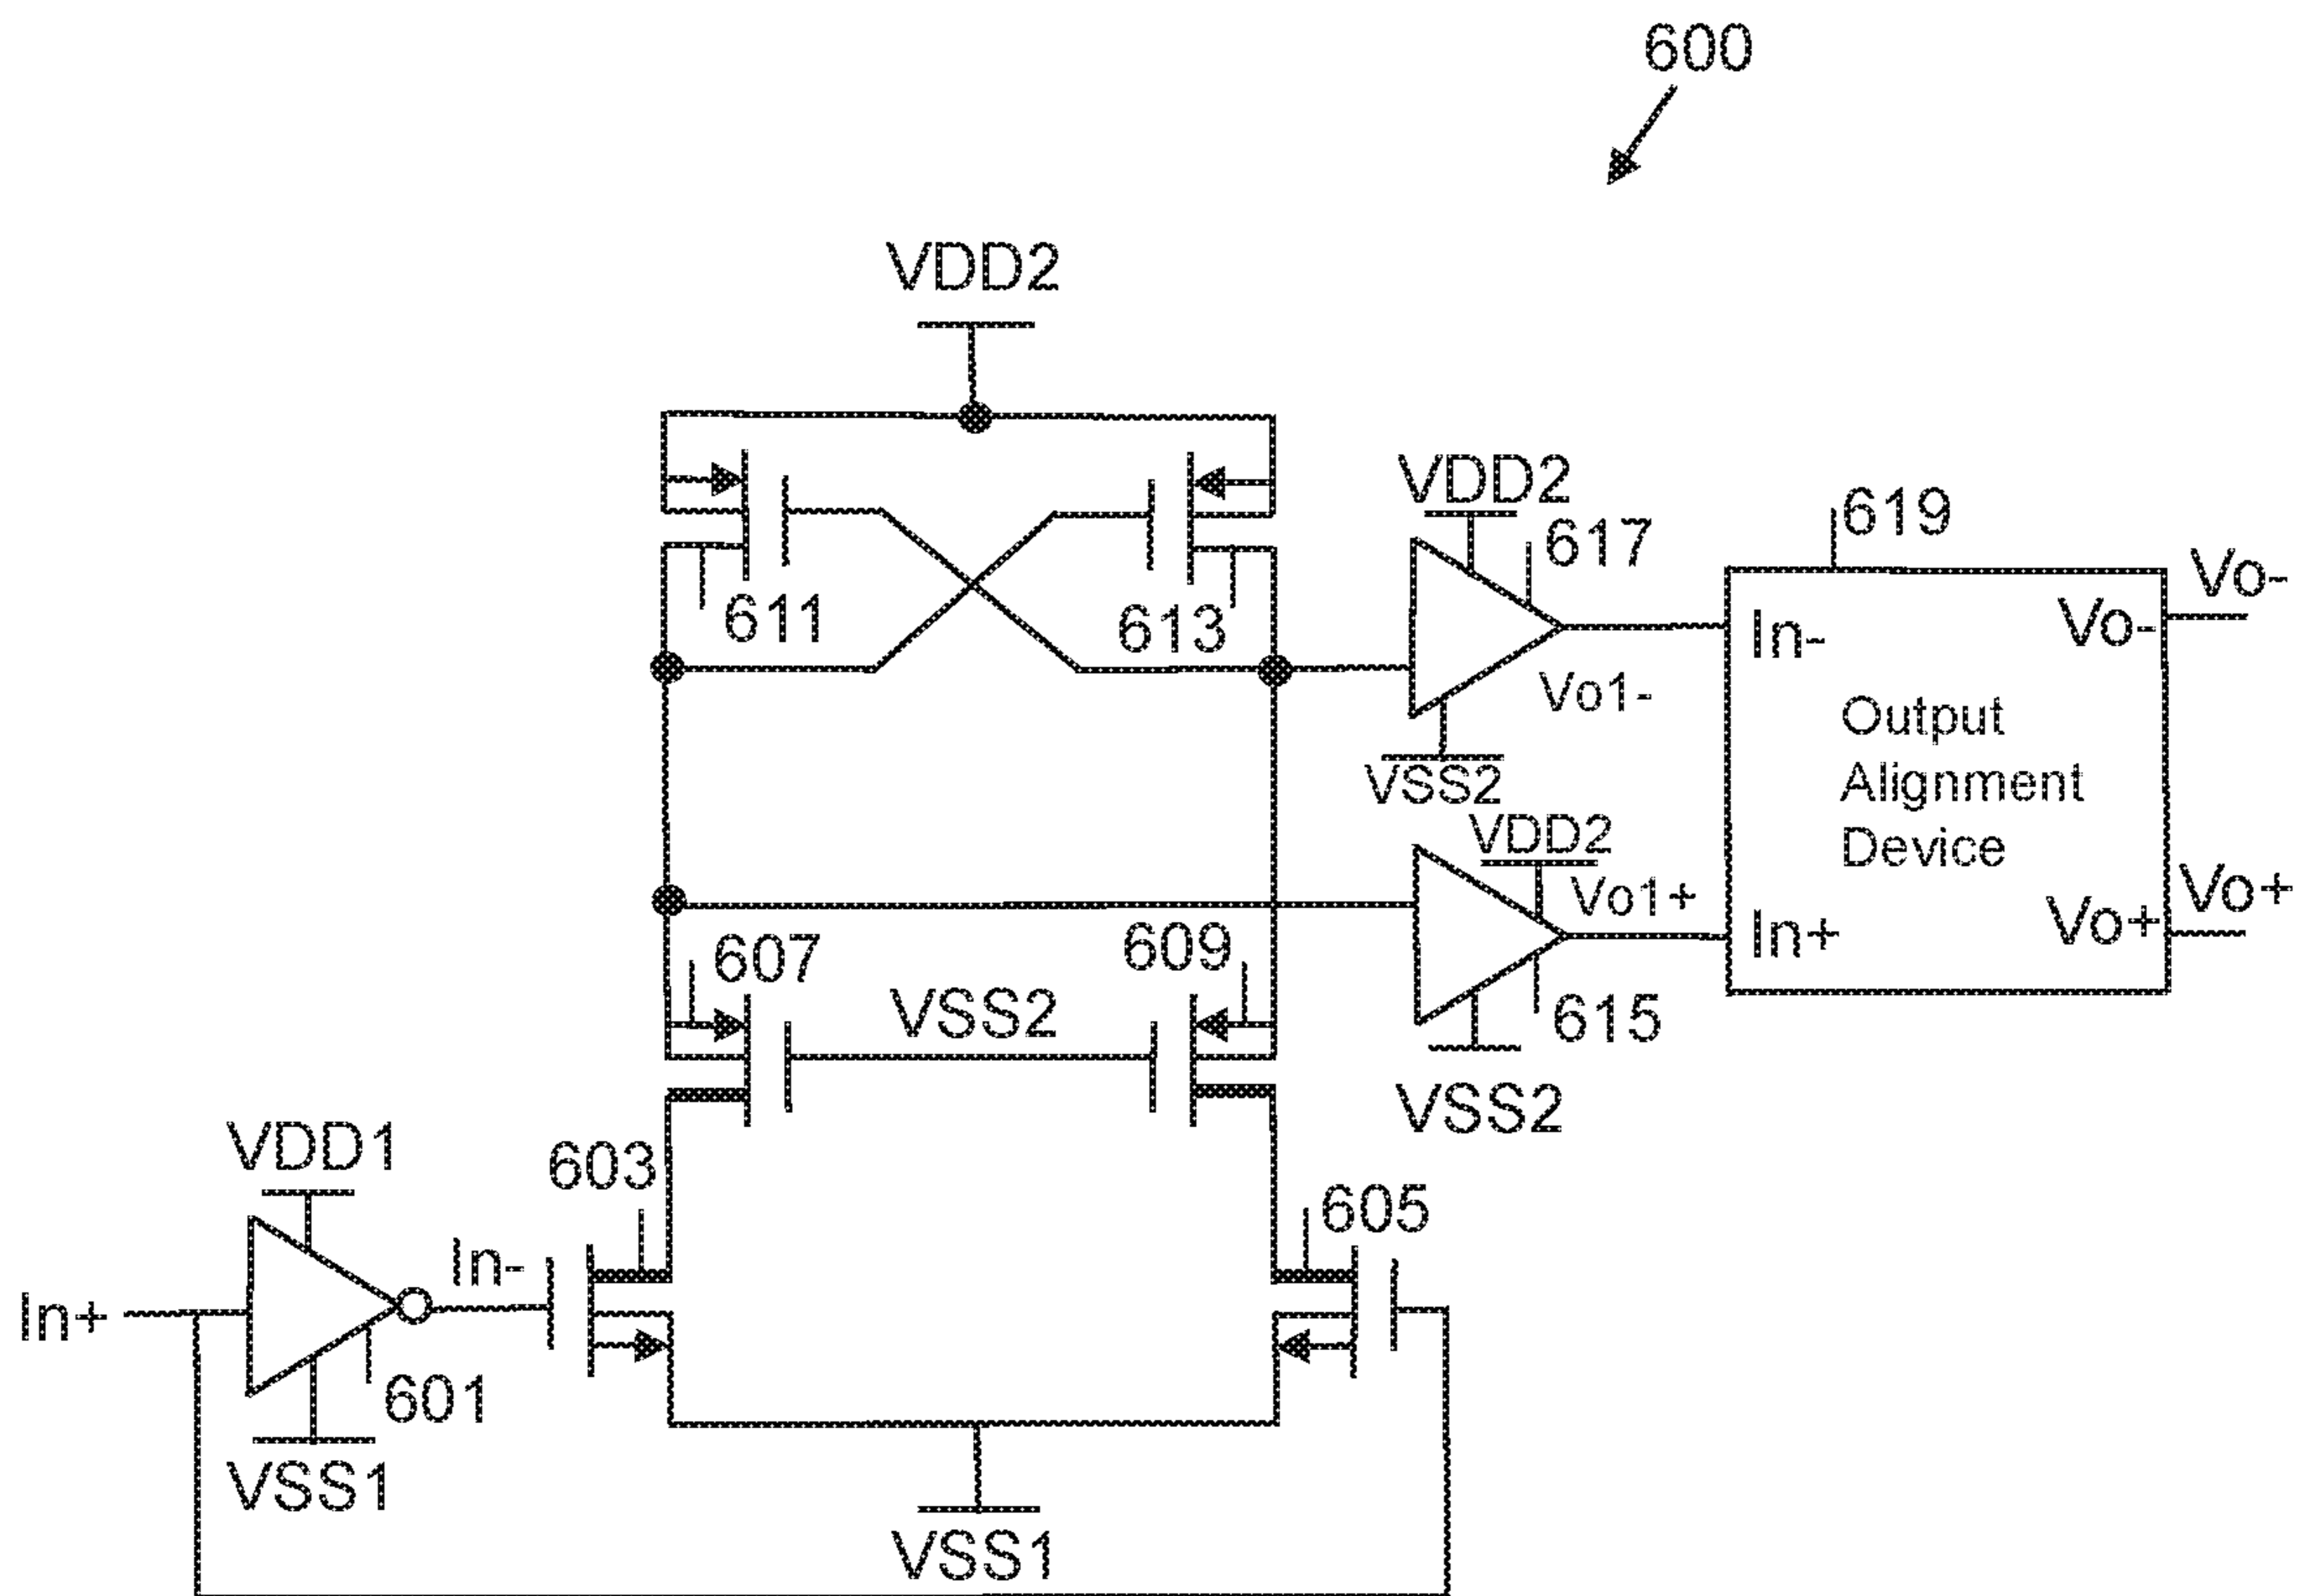 600
VDD2
VDD2
617
619
Vo-
611
613
In-
Vo-
Vo1-
Output
Alignment
Device
VSS2
VDD2
Vo1+
Vo+
In+
Vo+
607
609
VSS2
615
VSS2
VDD1
603
605
In-
In+
601
VSS1
VSS1